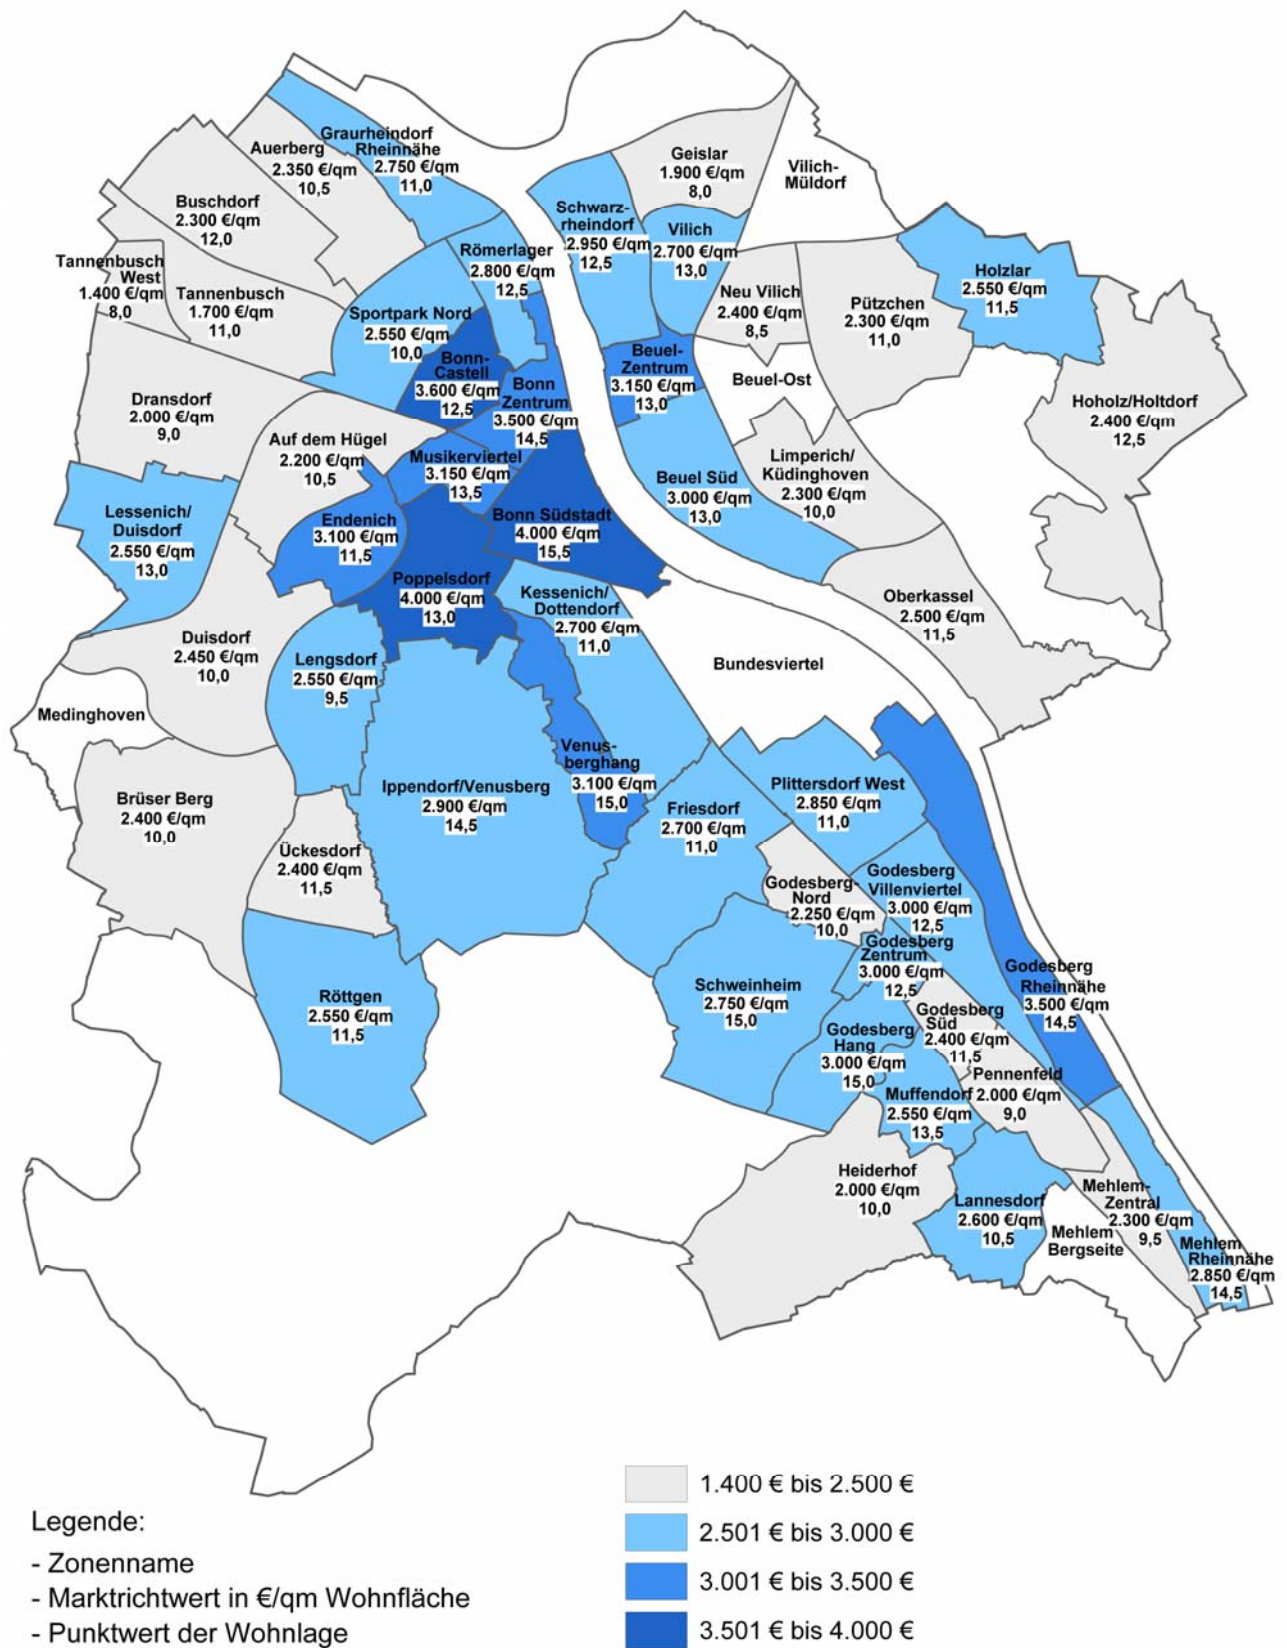 Graurheindorf
Rheinnähe
2.750 €/qm
11,0
Auerberg
2.350 €/qm
10,5
Buschdorf
2.300 €/qm
12,0
Tannenbusch
West
1.400 €/qm
8,0
Tannenbusch
1.700 €/qm
11,0
Geislar
1.900 €/qm
8,0
Vilich-
Müldorf
Schwarz-
rheindorf
2.950 €/qm
12,5
Vilich
2.700 €/qm
13,0
Römerlager
2.800 €/qm
12,5
Sportpark Nord
2.550 €/qm
10,0
Neu Vilich
2.400 €/qm
8,5
Pützchen
2.300 €/qm
11,0
Holzlar
2.550 €/qm
11,5
Bonn-
Castell
3.600 €/qm
12,5
Bonn
Zentrum
3.500 €/qm
14,5
Beuel-
Zentrum
3.150 €/qm
13,0
Beuel-Ost
Hoholz/Holtdorf
2.400 €/qm
12,5
Dransdorf
2.000 €/qm
9,0
Auf dem Hügel
2.200 €/qm
10,5
Musikerviertel
3.150 €/qm
13,5
Beuel Süd
3.000 €/qm
13,0
Limperich/
Küdinghoven
2.300 €/qm
10,0
Lessenich/
Duisdorf
2.550 €/qm
13,0
Endenich
3.100 €/qm
11,5
Bonn Südstadt
4.000 €/qm
15,5
Poppelsdorf
4.000 €/qm
13,0
Kessenich/
Dottendorf
2.700 €/qm
11,0
Oberkassel
2.500 €/qm
11,5
Duisdorf
2.450 €/qm
10,0
Lengsdorf
2.550 €/qm
9,5
Bundesviertel
Medinghoven
Venus-
berghang
3.100 €/qm
15,0
Brüser Berg
2.400 €/qm
10,0
Ippendorf/Venusberg
2.900 €/qm
14,5
Friesdorf
2.700 €/qm
11,0
Plittersdorf West
2.850 €/qm
11,0
Ückesdorf
2.400 €/qm
11,5
Godesberg-
Nord
2.250 €/qm
10,0
Godesberg
Villenviertel
3.000 €/qm
12,5
Godesberg
Zentrum
3.000 €/qm
12,5
Godesberg
Rheinnähe
3.500 €/qm
14,5
Röttgen
2.550 €/qm
11,5
Schweinheim
2.750 €/qm
15,0
Godesberg
Süd
2.400 €/qm
11,5
Godesberg
Hang
3.000 €/qm
15,0
Pennenfeld
2.000 €/qm
9,0
Muffendorf
2.550 €/qm
13,5
Heiderhof
2.000 €/qm
10,0
Lannesdorf
2.600 €/qm
10,5
Mehlem-
Zentral
2.300 €/qm
9,5
Mehlem
Bergseite
Mehlem
Rheinnähe
2.850 €/qm
14,5
Legende:
- Zonenname
- Marktrichtwert in €/qm Wohnfläche
- Punktwert der Wohnlage
1.400 € bis 2.500 €
2.501 € bis 3.000 €
3.001 € bis 3.500 €
3.501 € bis 4.000 €